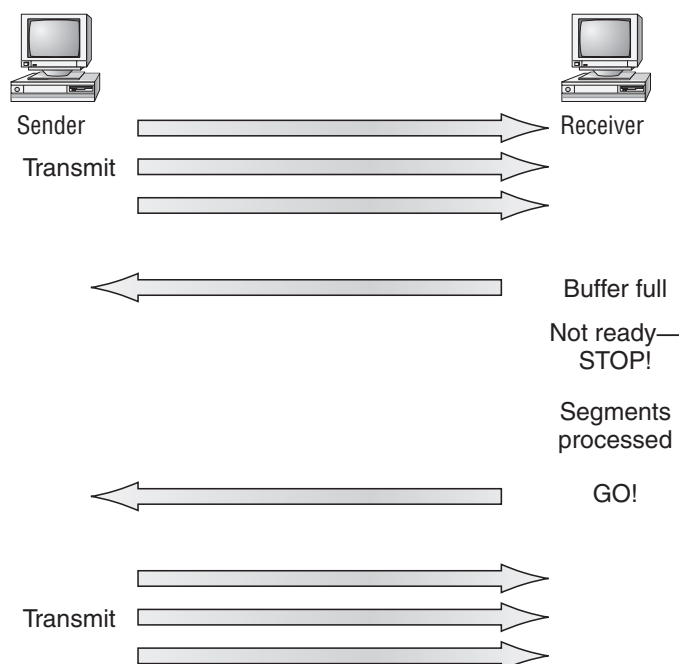 Sender
Receiver
Transmit
Buffer full
Not ready—
STOP!
Segments
processed
GO!
Transmit